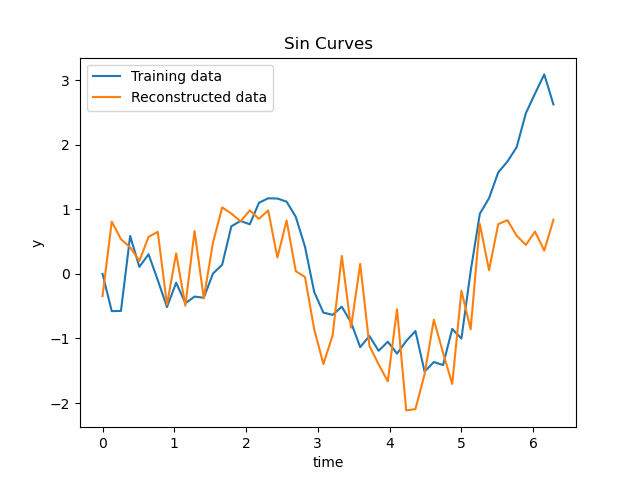 Sin Curves
Training data
Reconstructed data
y
3
2
1
0
−1
−2
0 1 2 3 4 5 6
time